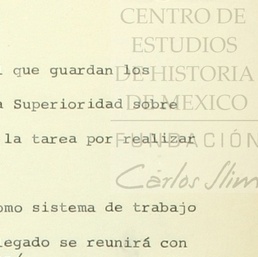 CENTRO DE
ESTUDIOS
que guardan los
DE HISTORIA
a Superioridad sobre
DE MEXICO
la tarea por realizar
FUNDACIÓN
Carlos Slim
omo sistema de trabajo
legado se reunirá con